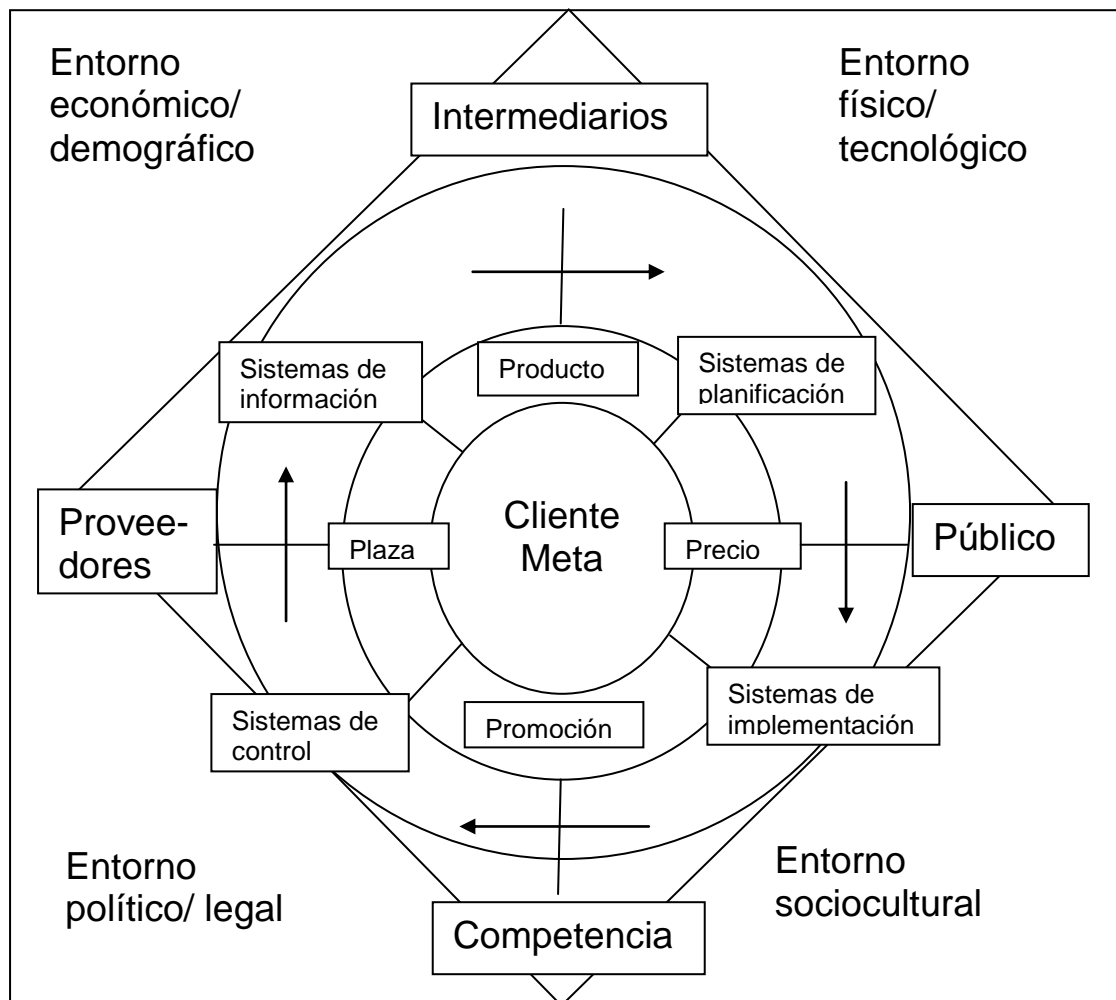 Entorno
económico/
demográfico
Entorno
físico/
tecnológico
Intermediarios
Sistemas de
información
Producto
Sistemas de
planificación
Provee-
dores
Plaza
Cliente
Meta
Precio
Público
Sistemas de
control
Promoción
Sistemas de
implementación
Entorno
político/ legal
Entorno
sociocultural
Competencia